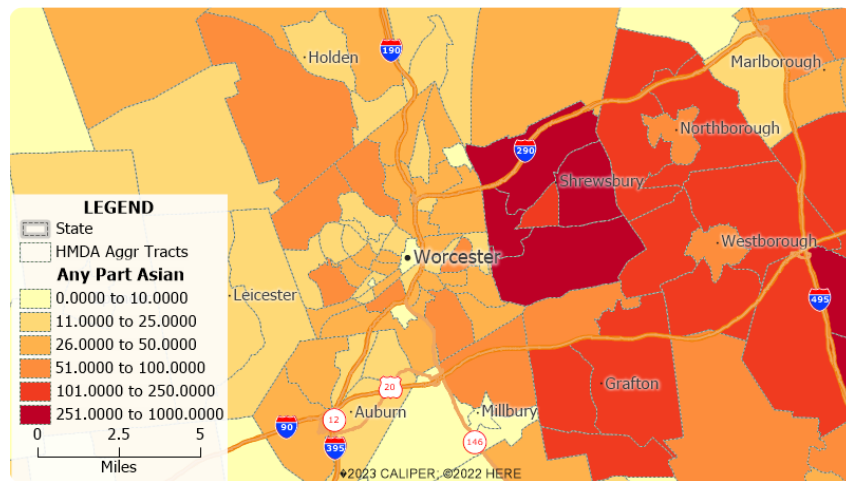 190
Holden
Marlborough
Northborough
290
Shrewsbury
LEGEND
State
HMDA Aggr Tracts
Any Part Asian
0.0000 to 10.0000
11.0000 to 25.0000
26.0000 to 50.0000
51.0000 to 100.0000
101.0000 to 250.0000
251.0000 to 1000.0000
0 2.5 5
Miles
Westborough
Worcester
Leicester
495
20
Grafton
12
Auburn
Millbury
90
395
146
�2023 CALIPER; ©2022 HERE